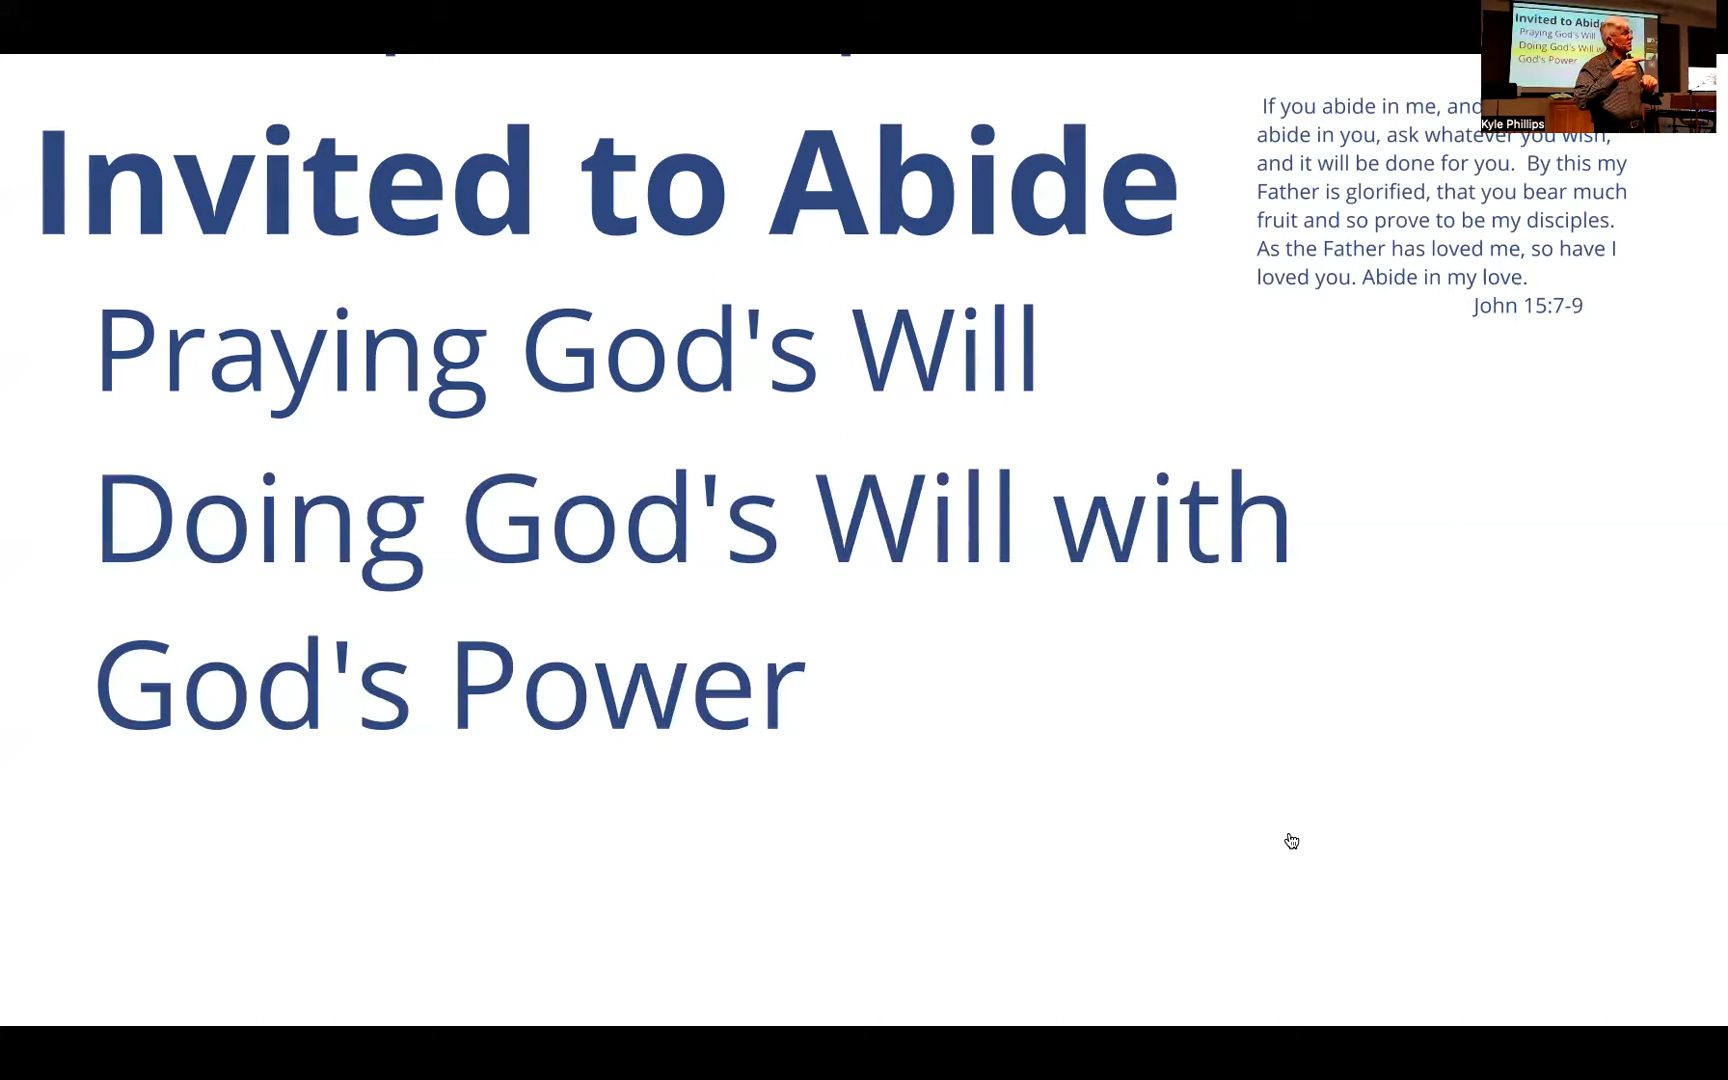 Invited to Abide
Praying God's Will
Doing God's Will with
God's Power
If you abide in me, and
abide in you, ask whatever you wish,
and it will be done for you. By this my
Father is glorified, that you bear much
fruit and so prove to be my disciples.
As the Father has loved me, so have I
loved you. Abide in my love.
John 15:7-9
Invited to Abide
Praying God's Will
Doing God's Will
God's Power
Kyle Phillips